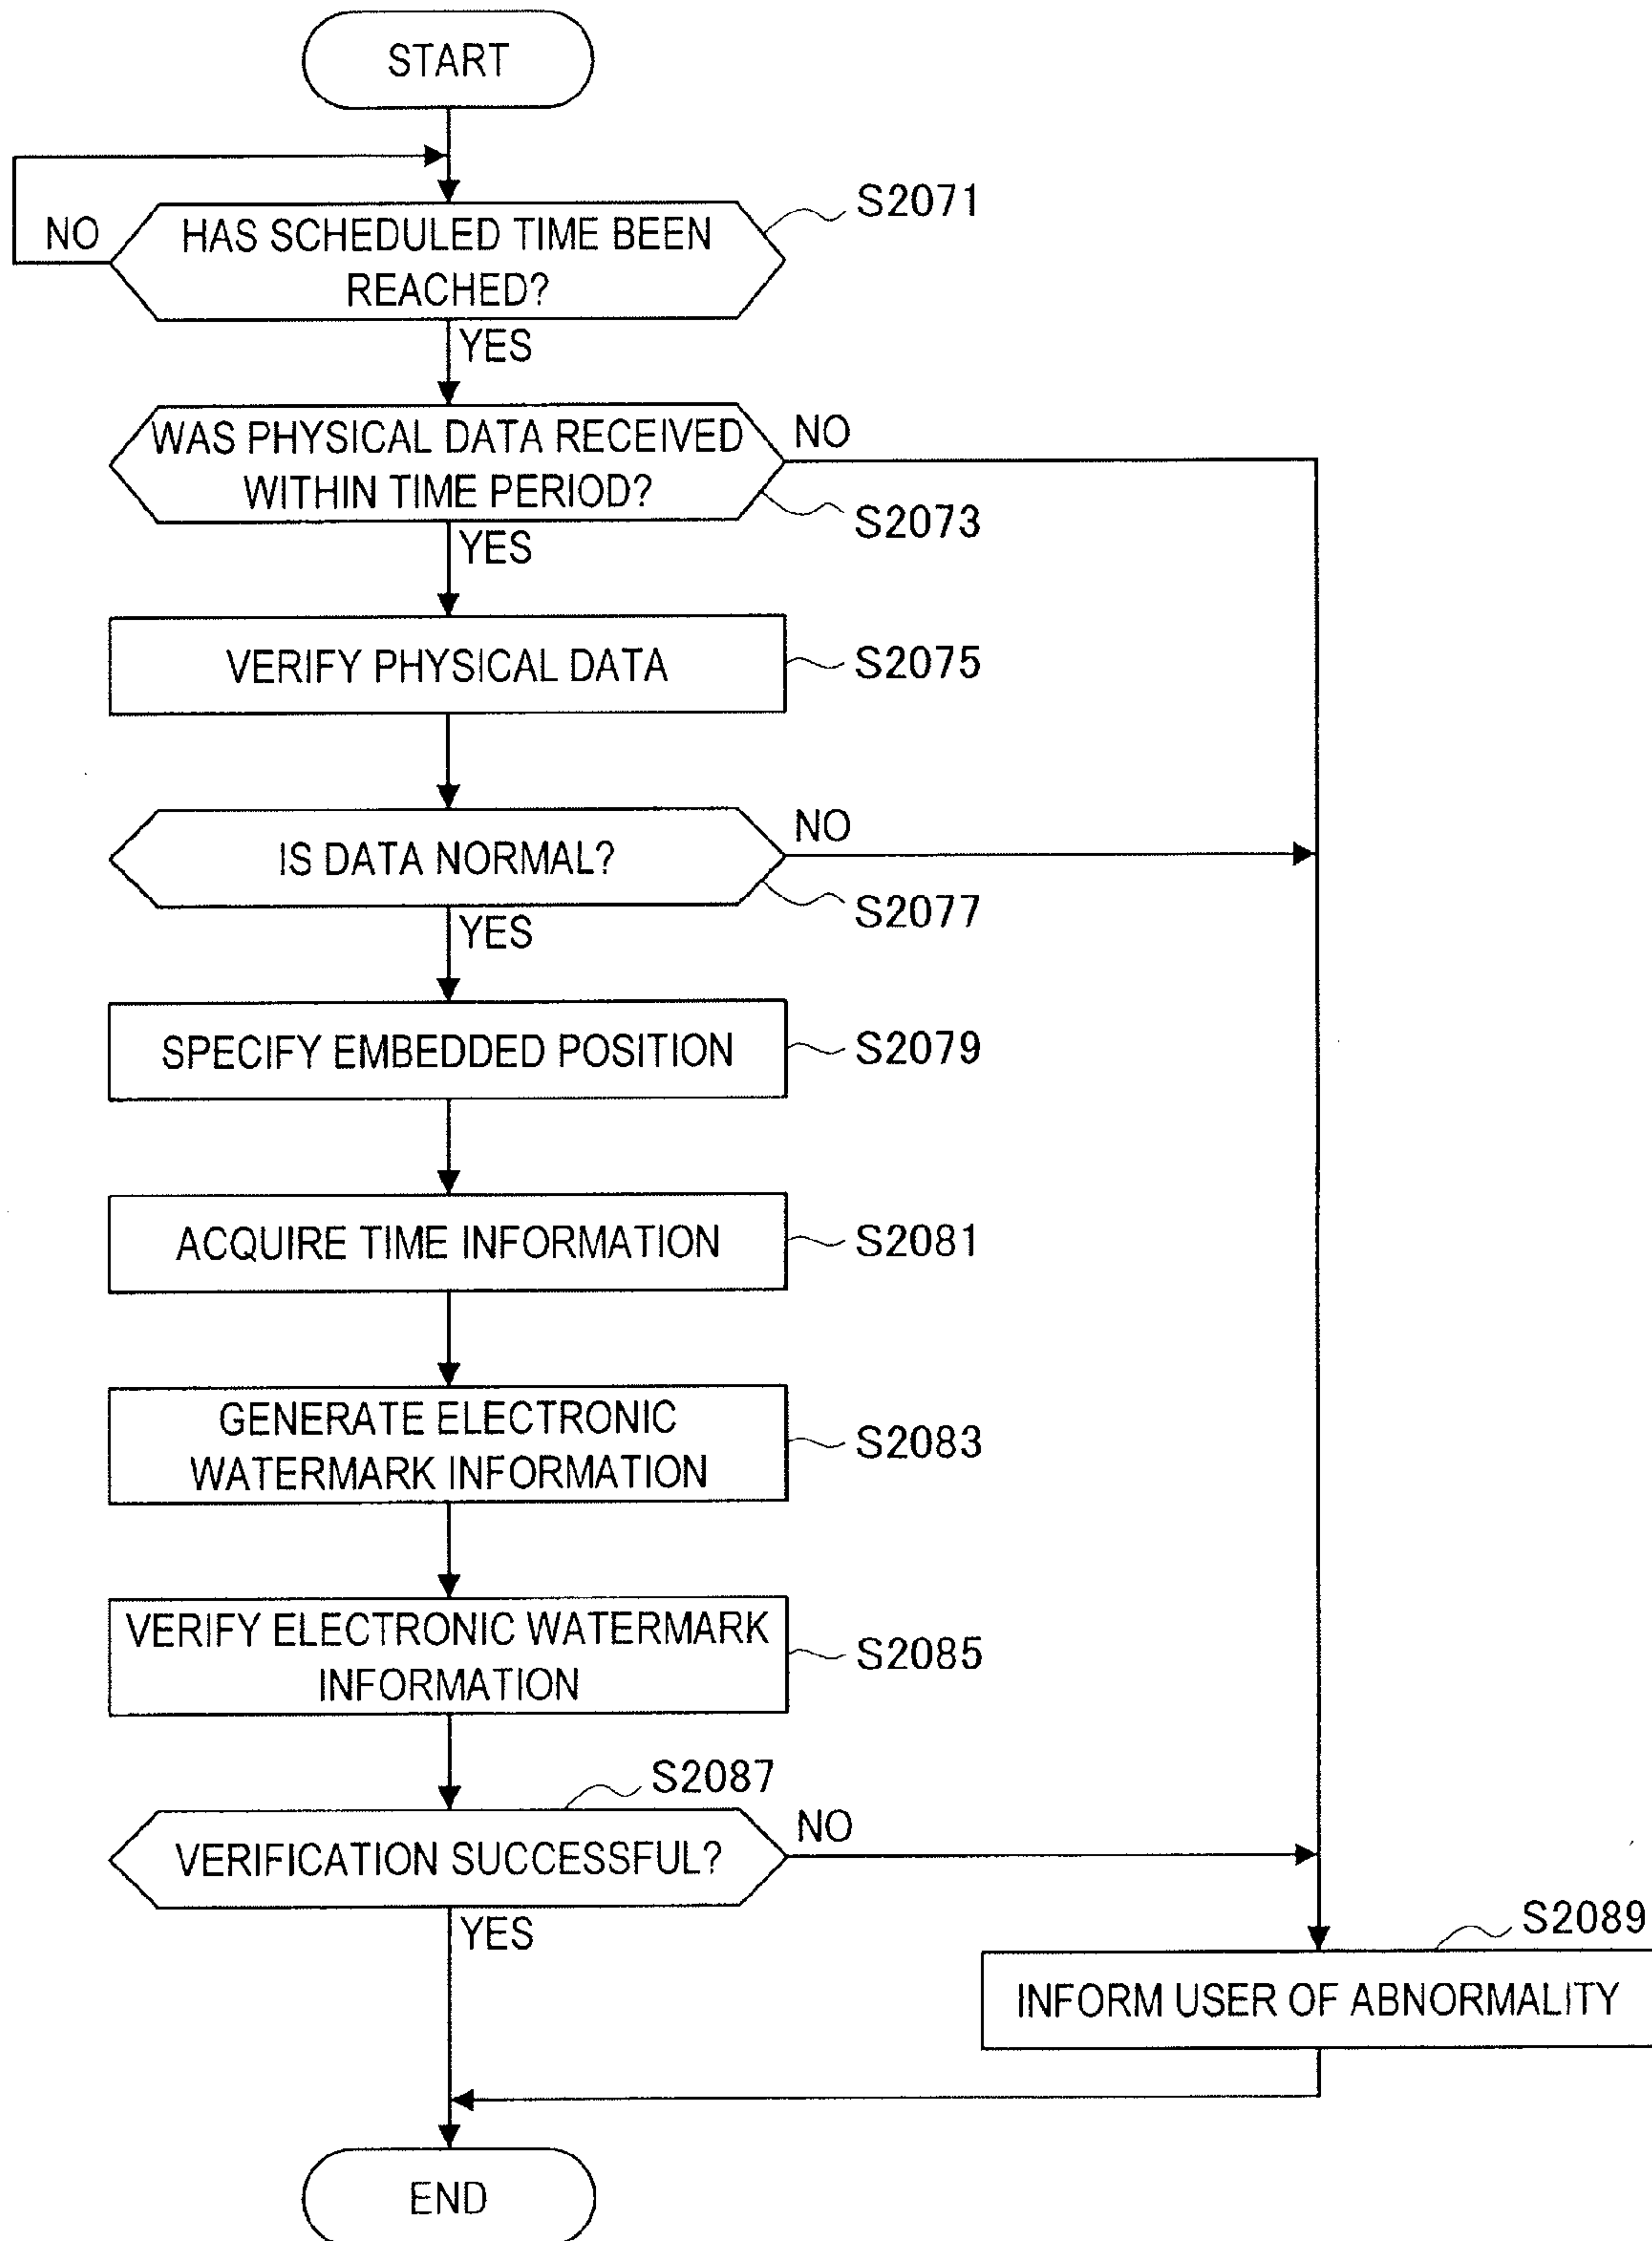 START
S2071
NO
HAS SCHEDULED TIME BEEN
REACHED?
YES
WAS PHYSICAL DATA RECEIVED
WITHIN TIME PERIOD?
NO
S2073
YES
VERIFY PHYSICAL DATA
S2075
IS DATA NORMAL?
NO
S2077
YES
SPECIFY EMBEDDED POSITION
S2079
ACQUIRE TIME INFORMATION
S2081
GENERATE ELECTRONIC
WATERMARK INFORMATION
S2083
VERIFY ELECTRONIC WATERMARK
INFORMATION
S2085
S2087
VERIFICATION SUCCESSFUL?
NO
YES
S2089
INFORM USER OF ABNORMALITY
END